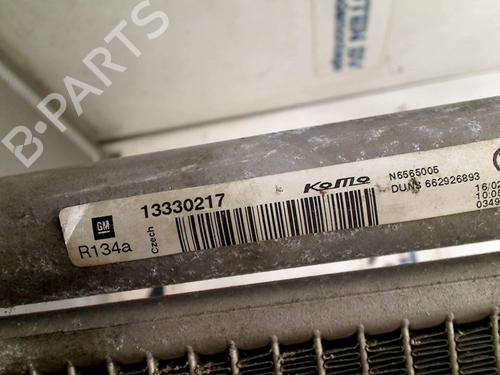 B-PARTS
GM
13330217
R134a
Czech
KOMO
N6565005
DUNS 662926893
16/02
10:05
0349